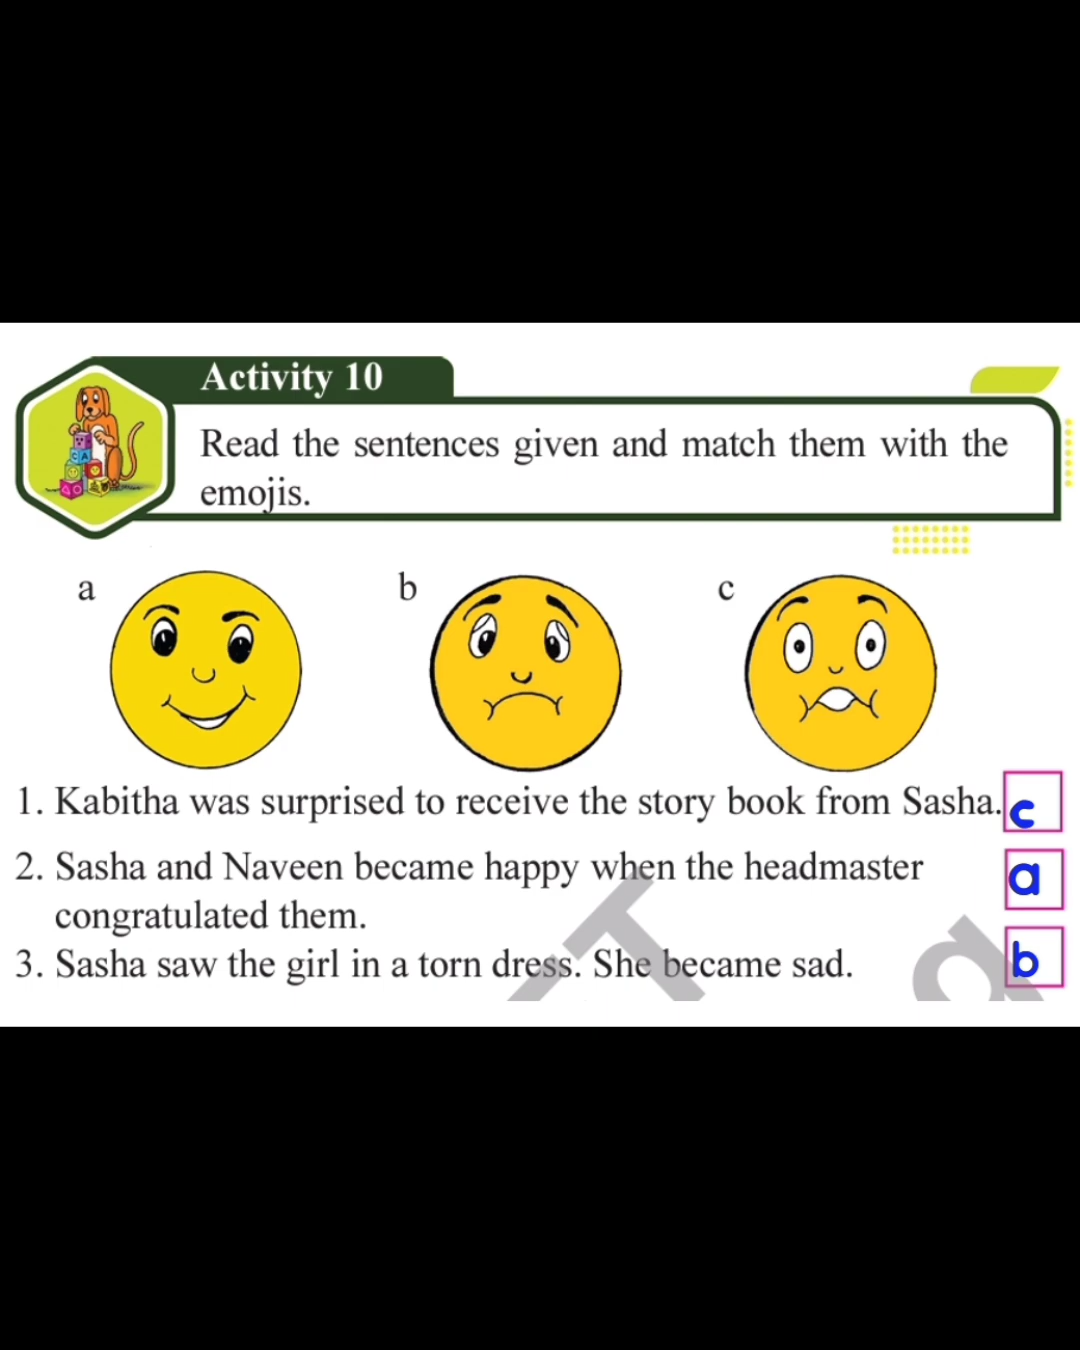 Activity 10
Read the sentences given and match them with the
emojis.
a b c
1. Kabitha was surprised to receive the story book from Sasha. c
2. Sasha and Naveen became happy when the headmaster a
congratulated them.
3. Sasha saw the girl in a torn dress. She became sad. b